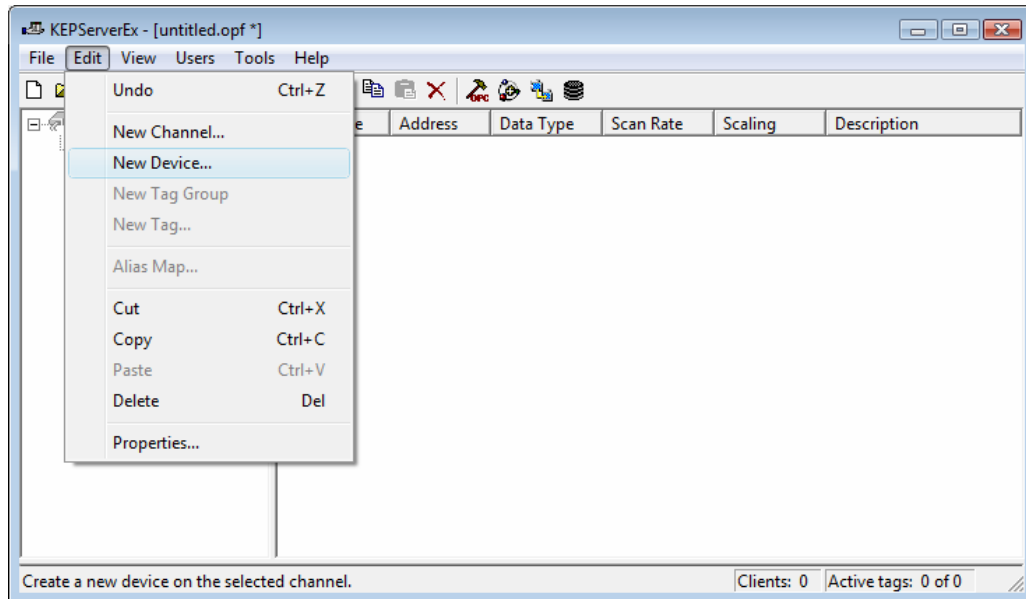 KEPServerEx - [untitled.opf *]
File Edit View Users Tools Help
Undo Ctrl+Z
New Channel...
New Device...
New Tag Group
New Tag...
Alias Map...
Cut Ctrl+X
Copy Ctrl+C
Paste Ctrl+V
Delete Del
Properties...
OPC
Address Data Type Scan Rate Scaling Description
Create a new device on the selected channel. Clients: 0 Active tags: 0 of 0